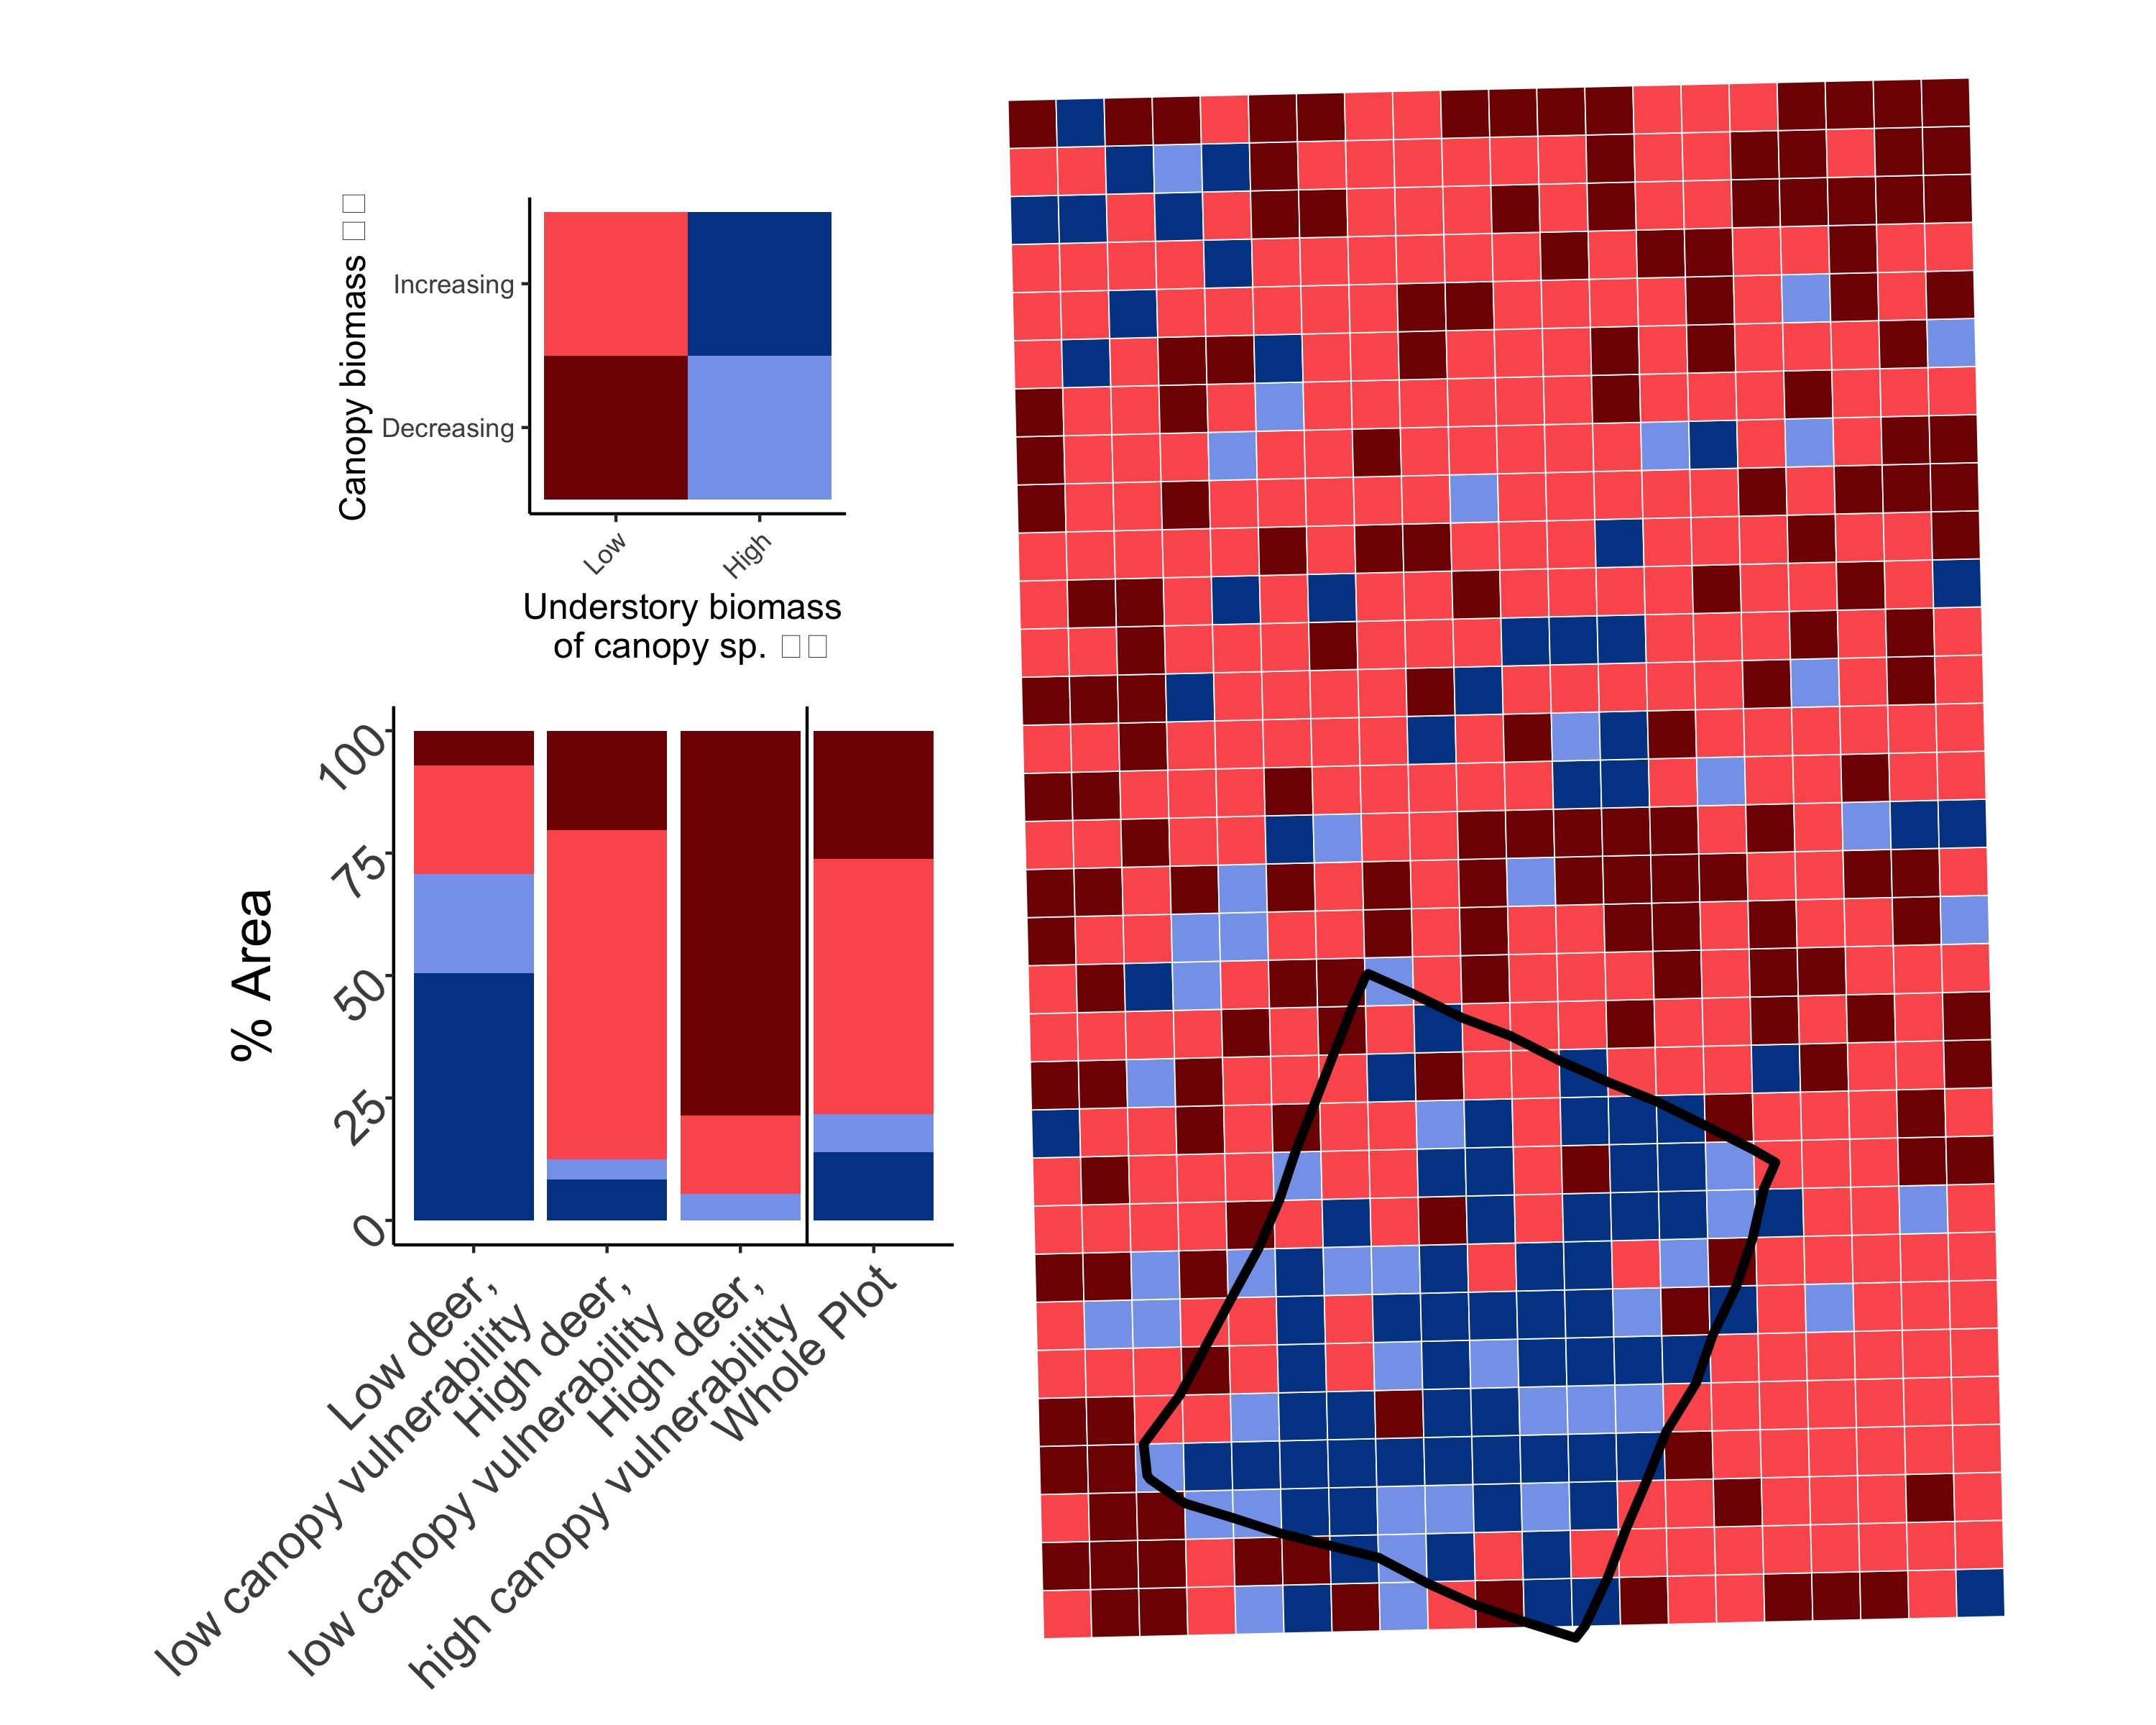 Canopy biomass □ □
Increasing
Decreasing
Low
High
Understory biomass
of canopy sp. □□
% Area
100
75
50
25
0
Low deer,
low canopy vulnerability
High deer,
low canopy vulnerability
High deer,
high canopy vulnerability
Whole Plot